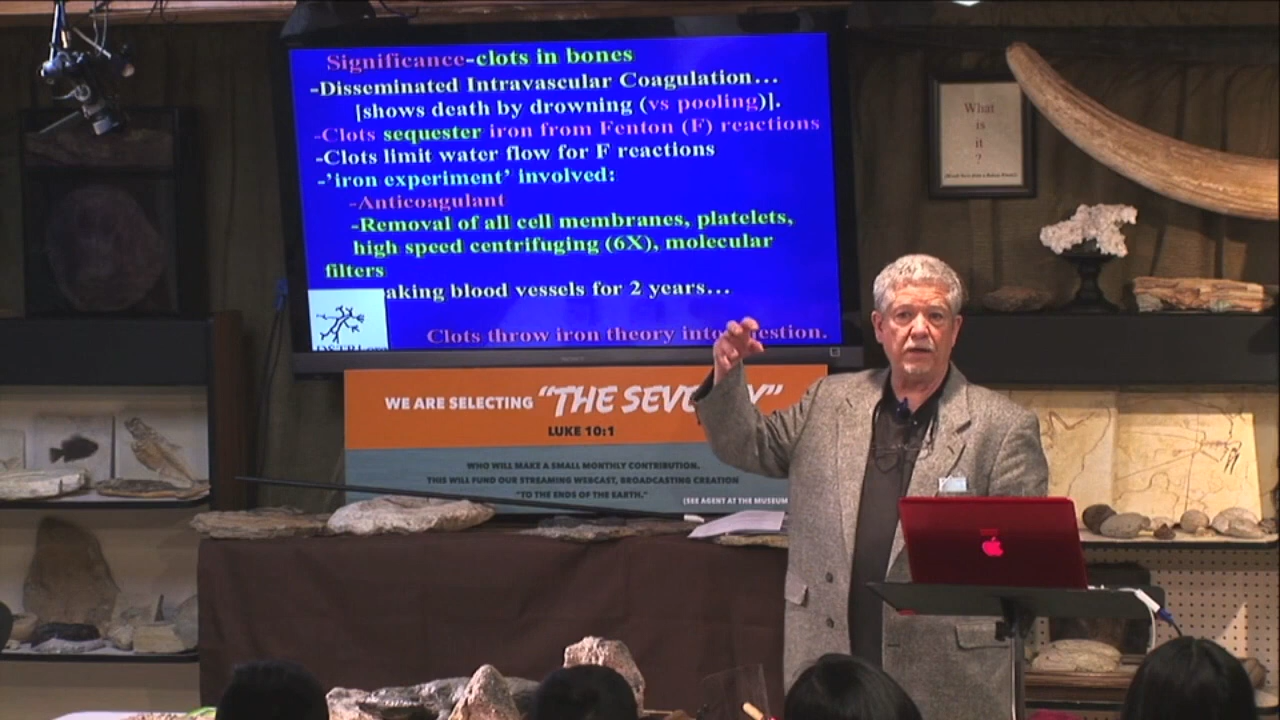 Significance-clots in bones
-Disseminated Intravascular Coagulation...
[shows death by drowning (vs pooling)].
-Clots sequester iron from Fenton (F) reactions
-Clots limit water flow for F reactions
-'iron experiment' involved:
-Anticoagulant
-Removal of all cell membranes, platelets,
high speed centrifuging (6X), molecular
filters
aking blood vessels for 2 years...
Clots throw iron theory into estion.
What
is
it
?
WE ARE SELECTING "THE SEVE Y"
LUKE 10:1
WHO WILL MAKE A SMALL MONTHLY CONTRIBUTION.
THIS WILL FUND OUR STREAMING WEBCAST, BROADCASTING CREATION
"TO THE ENDS OF THE EARTH."
(SEE AGENT AT THE MUSEUM